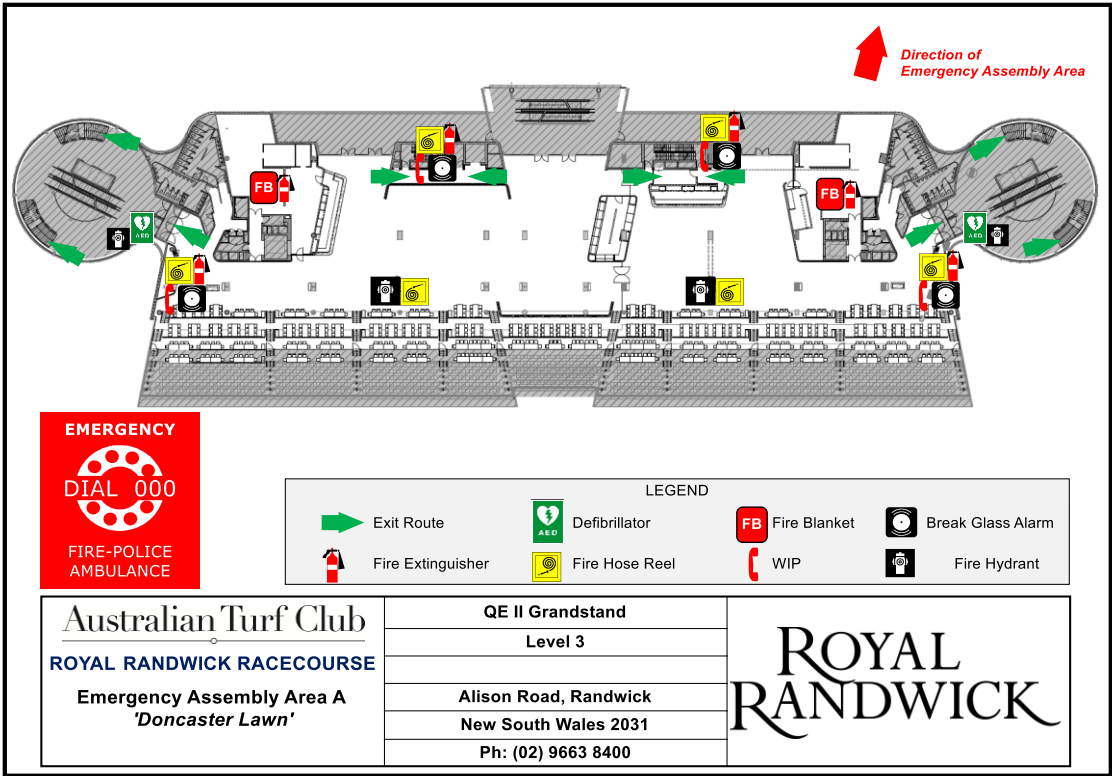 Direction of
Emergency Assembly Area
FB
FB
AED
AED
EMERGENCY
DIAL 000
FIRE-POLICE
AMBULANCE
LEGEND
Exit Route
AED
Defibrillator
FB
Fire Blanket
Break Glass Alarm
Fire Extinguisher
Fire Hose Reel
WIP
Fire Hydrant
Australian Turf Club
ROYAL RANDWICK RACECOURSE
Emergency Assembly Area A
'Doncaster Lawn'
QE II Grandstand
Level 3
Alison Road, Randwick
New South Wales 2031
Ph: (02) 9663 8400
ROYAL
RANDWICK